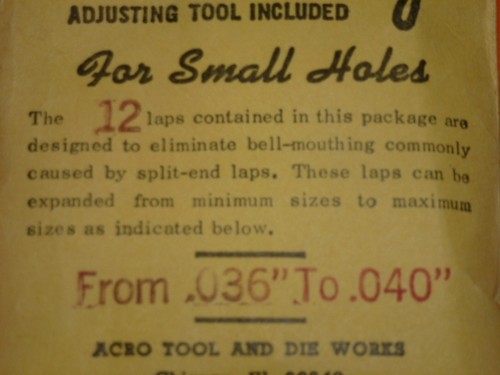 ADJUSTING TOOL INCLUDED
For Small Holes
The 12 laps contained in this package are
designed to eliminate bell-mouthing commonly
caused by split-end laps. These laps can be
expanded from minimum sizes to maximum
sizes as indicated below.
From .036" To .040"
ACRO TOOL AND DIE WORKS